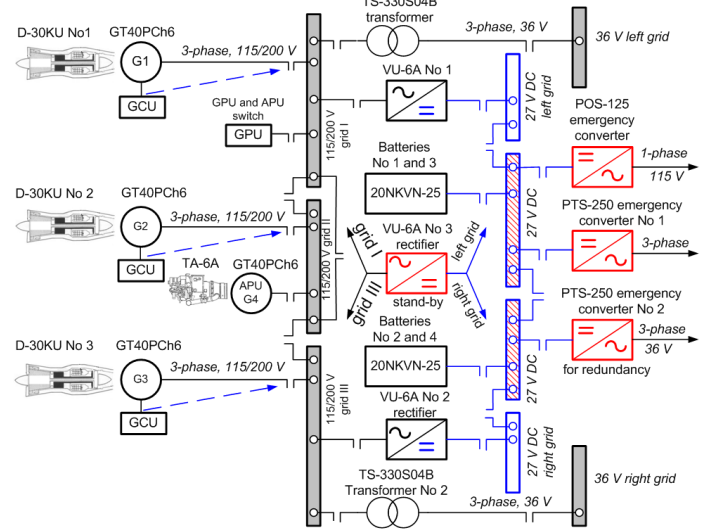 TS-330S04B
transformer
D-30KU No1
GT40PCh6
3-phase, 115/200 V
3-phase, 36 V
36 V left grid
G1
GCU
VU-6A No 1
27 V DC
left grid
GPU and APU
switch
GPU
115/200 V
grid I
POS-125
emergency
converter
1-phase
115 V
Batteries
No 1 and 3
20NKVN-25
27 V DC
D-30KU No 2
GT40PCh6
3-phase, 115/200 V
G2
GCU
115/200 V grid II
grid I
VU-6A No 3
rectifier
left grid
PTS-250 emergency
converter No 1
3-phase
TA-6A
GT40PCh6
APU
G4
grid III
stand-by
right grid
PTS-250 emergency
converter No 2
3-phase
36 V
for redundancy
Batteries
No 2 and 4
20NKVN-25
27 V DC
D-30KU No 3
GT40PCh6
3-phase, 115/200 V
G3
GCU
115/200 V
grid III
VU-6A No 2
rectifier
27 V DC
right grid
TS-330S04B
Transformer No 2
3-phase, 36 V
36 V right grid